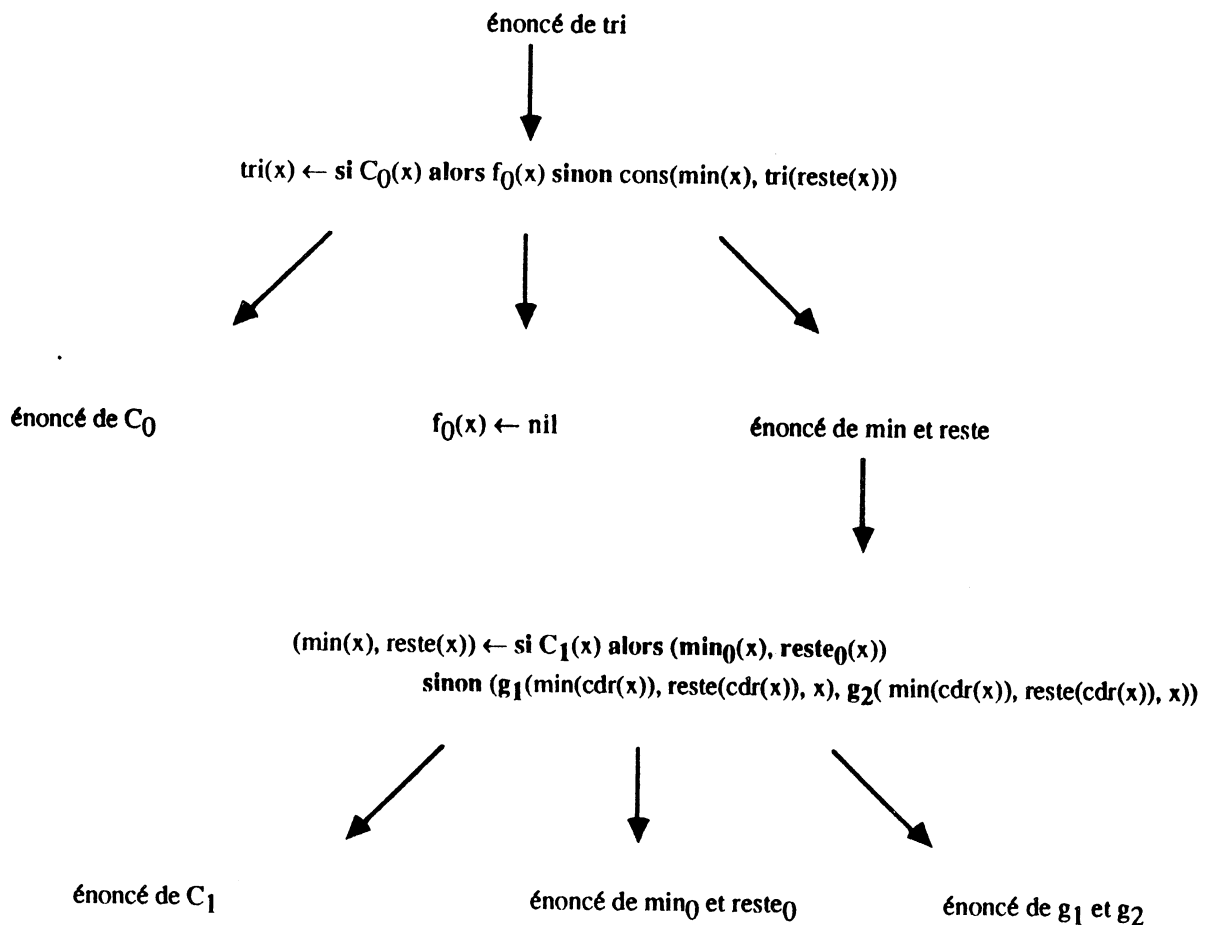 énoncé de tri
tri(x) ← si C₀(x) alors f₀(x) sinon cons(min(x), tri(reste(x)))
énoncé de C₀
f₀(x) ← nil
énoncé de min et reste
(min(x), reste(x)) ← si C₁(x) alors (min₀(x), reste₀(x))
sinon (g₁(min(cdr(x)), reste(cdr(x)), x), g₂( min(cdr(x)), reste(cdr(x)), x))
énoncé de C₁
énoncé de min₀ et reste₀
énoncé de g₁ et g₂